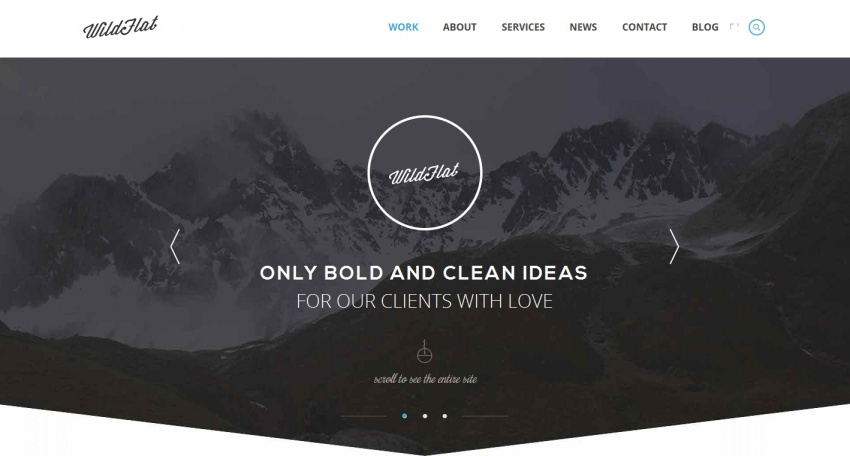 WildFlat
WORK ABOUT SERVICES NEWS CONTACT BLOG
WildFlat
ONLY BOLD AND CLEAN IDEAS
FOR OUR CLIENTS WITH LOVE
scroll to see the entire site